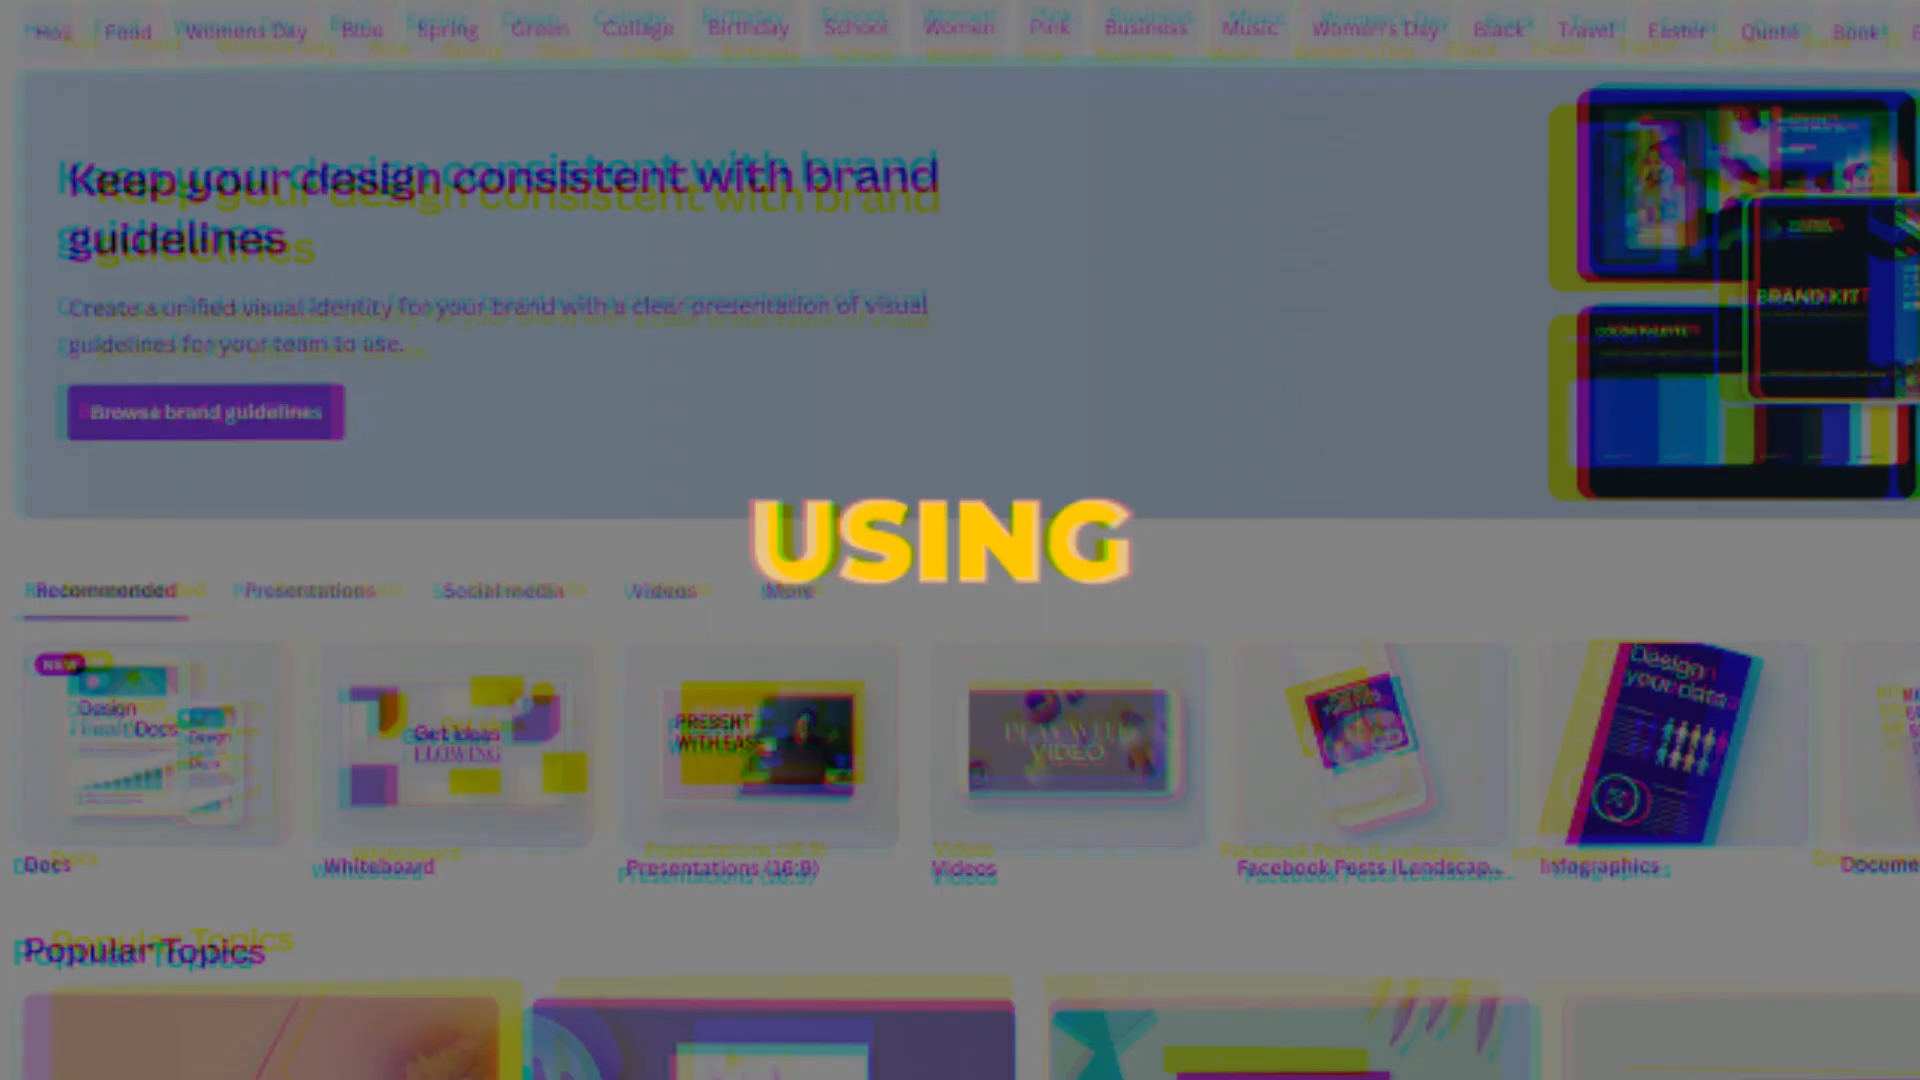 Food Womens Day Blue Spring Green Collage Birthday School Women Pink Business Music Women's Day Black Travel Easter Quote Book
Keep your design consistent with brand
guidelines
Create a unified visual identity for your brand with a clear presentation of visual
guidelines for your team to use.
Browse brand guidelines
BRAND KIT
USING
Recommended Presentations Social media Videos More
NEW
Design
Docs
Get ideas
FLOWING
PRESENT
WITH EASE
PLAY WITH
VIDEO
Design
your data
Docs Whiteboard Presentations (16:9) Videos Facebook Posts (Landscap... Infographics Docume
Popular Topics